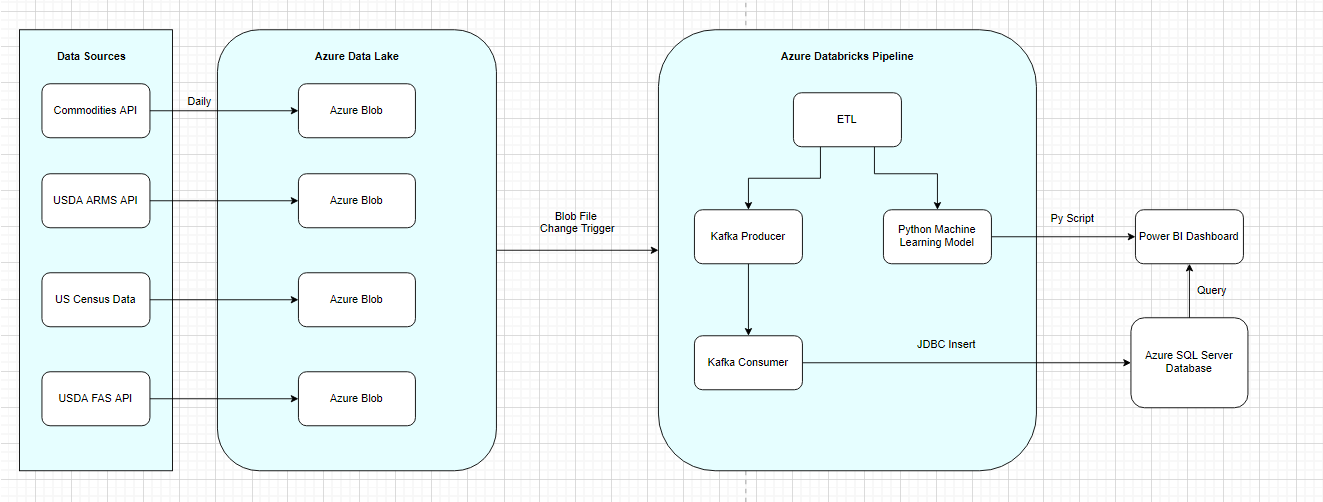 Data Sources
Azure Data Lake
Azure Databricks Pipeline
Commodities API
Daily
Azure Blob
ETL
USDA ARMS API
Azure Blob
Blob File
Change Trigger
Kafka Producer
Python Machine
Learning Model
Py Script
Power BI Dashboard
US Census Data
Azure Blob
Query
Kafka Consumer
JDBC Insert
Azure SQL Server
Database
USDA FAS API
Azure Blob